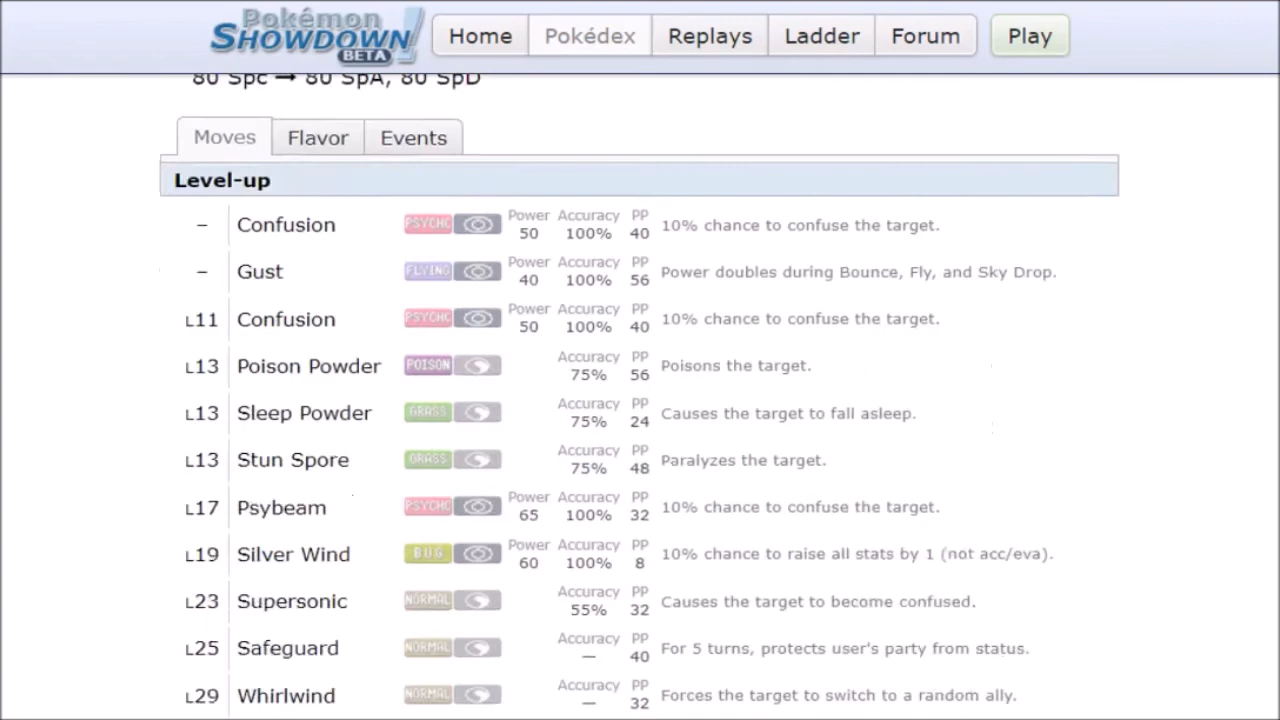 Pokémon
SHOWDOWN!
BETA
Home Pokédex Replays Ladder Forum Play
80 Spc → 80 SpA, 80 SpD
Moves Flavor Events
Level-up
– Confusion PSYCHC Power 50 Accuracy 100% PP 40 10% chance to confuse the target.
– Gust FLYING Power 40 Accuracy 100% PP 56 Power doubles during Bounce, Fly, and Sky Drop.
L11 Confusion PSYCHC Power 50 Accuracy 100% PP 40 10% chance to confuse the target.
L13 Poison Powder POISON Accuracy 75% PP 56 Poisons the target.
L13 Sleep Powder GRASS Accuracy 75% PP 24 Causes the target to fall asleep.
L13 Stun Spore GRASS Accuracy 75% PP 48 Paralyzes the target.
L17 Psybeam PSYCHC Power 65 Accuracy 100% PP 32 10% chance to confuse the target.
L19 Silver Wind BUG Power 60 Accuracy 100% PP 8 10% chance to raise all stats by 1 (not acc/eva).
L23 Supersonic NORMAL Accuracy 55% PP 32 Causes the target to become confused.
L25 Safeguard NORMAL Accuracy — PP 40 For 5 turns, protects user's party from status.
L29 Whirlwind NORMAL Accuracy — PP 32 Forces the target to switch to a random ally.